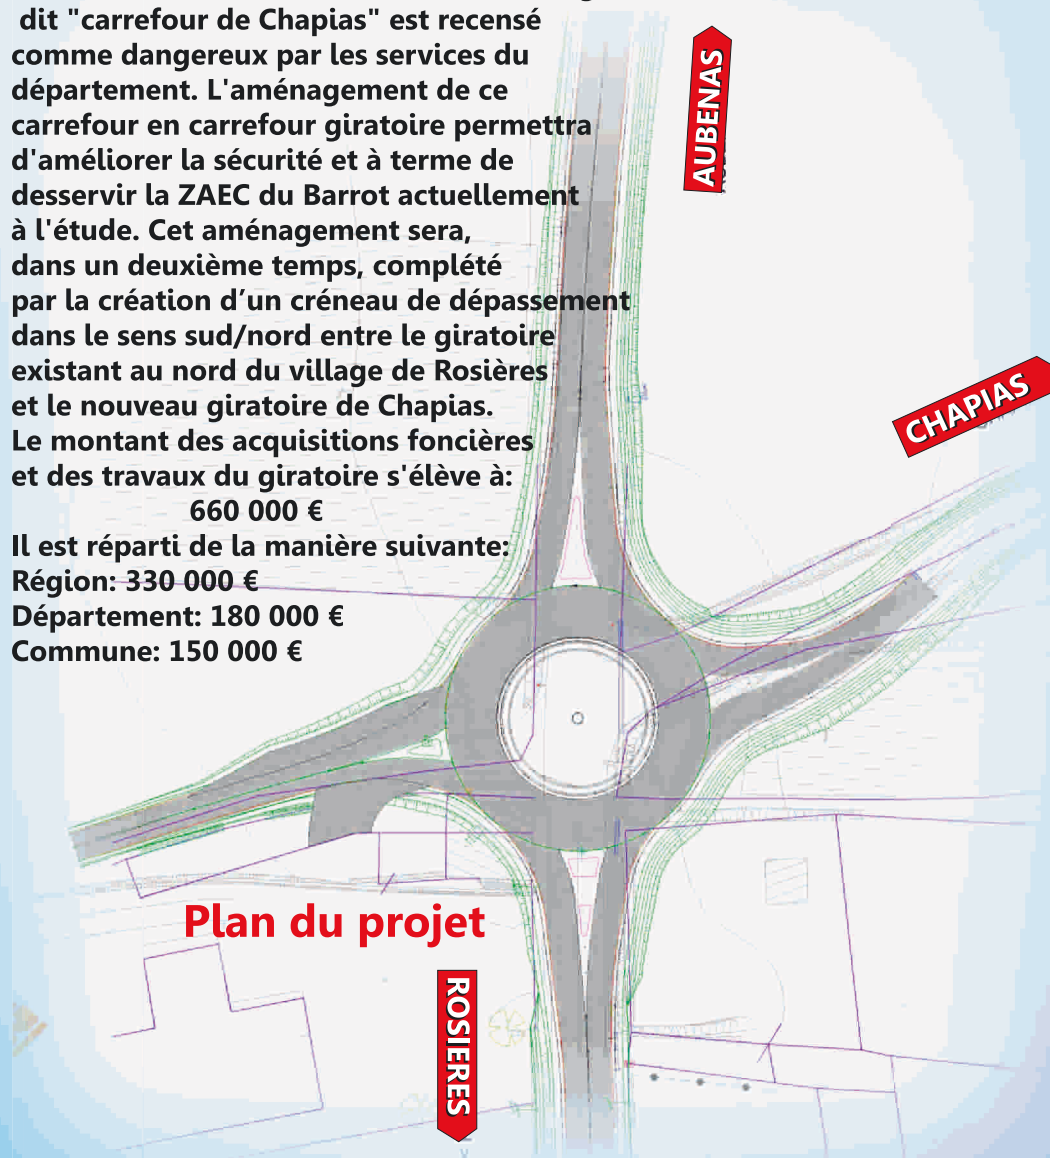 dit "carrefour de Chapias" est recensé
comme dangereux par les services du
département. L'aménagement de ce
carrefour en carrefour giratoire permettra
d'améliorer la sécurité et à terme de
desservir la ZAEC du Barrot actuellement
à l'étude. Cet aménagement sera,
dans un deuxième temps, complété
par la création d’un créneau de dépassement
dans le sens sud/nord entre le giratoire
existant au nord du village de Rosières
et le nouveau giratoire de Chapias.
Le montant des acquisitions foncières
et des travaux du giratoire s'élève à:
660 000 €
Il est réparti de la manière suivante:
Région: 330 000 €
Département: 180 000 €
Commune: 150 000 €
AUBENAS
CHAPIAS
Plan du projet
ROSIERES